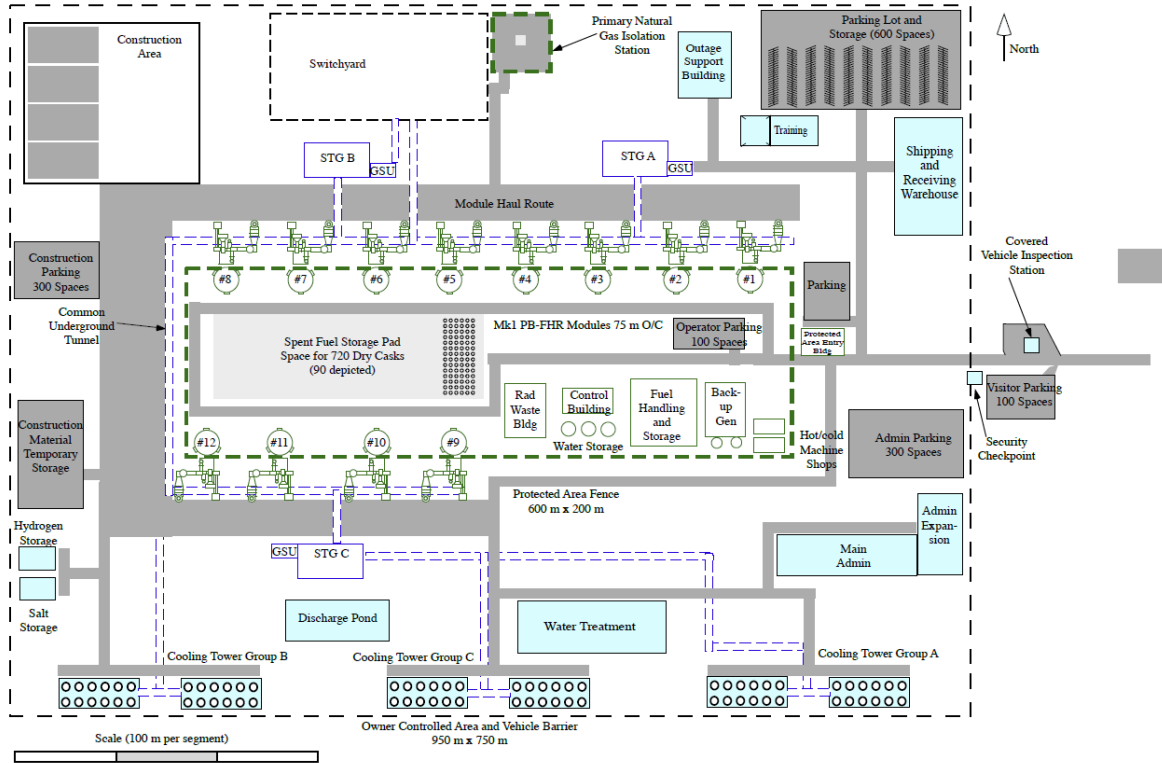 Construction
Area
Switchyard
Primary Natural
Gas Isolation
Station
Outage
Support
Building
Parking Lot and
Storage (600 Spaces)
North
Training
Shipping
and
Receiving
Warehouse
STG B
GSU
STG A
GSU
Module Haul Route
Construction
Parking
300 Spaces
Covered
Vehicle Inspection
Station
#8
#7
#6
#5
#4
#3
#2
#1
Parking
Common
Underground
Tunnel
Mk1 PB-FHR Modules 75 m O/C
Operator Parking
100 Spaces
Protected
Area Entry
Bldg
Spent Fuel Storage Pad
Space for 720 Dry Casks
(90 depicted)
Rad
Waste
Bldg
Control
Building
Water Storage
Fuel
Handling
and
Storage
Back-
up
Gen
Visitor Parking
100 Spaces
Construction
Material
Temporary
Storage
#12
#11
#10
#9
Hot/cold
Machine
Shops
Admin Parking
300 Spaces
Security
Checkpoint
Protected Area Fence
600 m x 200 m
Admin
Expan-
sion
Hydrogen
Storage
GSU
STG C
Main
Admin
Salt
Storage
Discharge Pond
Water Treatment
Cooling Tower Group B
Cooling Tower Group C
Cooling Tower Group A
Owner Controlled Area and Vehicle Barrier
950 m x 750 m
Scale (100 m per segment)